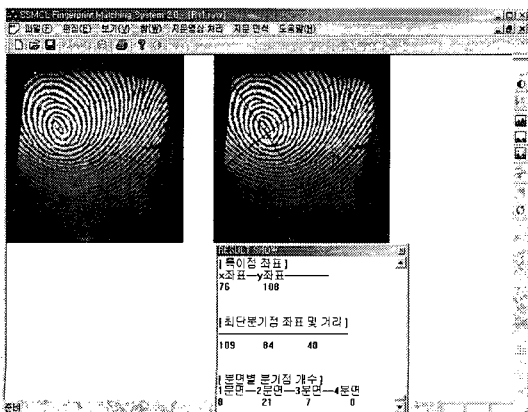 SSMCL Fingerprint Matching System 2.0 - [R11.raw]
파일(F) 편집(E) 보기(V) 창(W) 지문영상 처리 지문 인식 도움말(H)
RESULT SHOW
[ 특이점 좌표 ]
x좌표—y좌표
76 108
[ 최단분기점 좌표 및 거리 ]
109 84 40
[ 분면별 분기점 개수 ]
1분면—2분면—3분면—4분면
8 21 7 0
준비